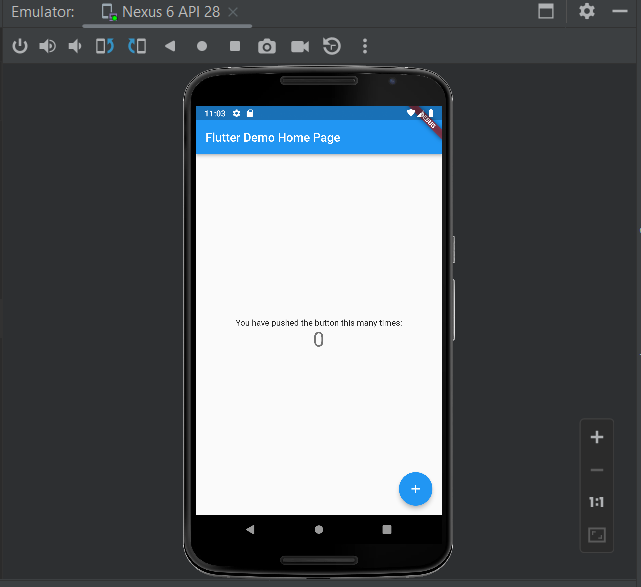 Emulator: Nexus 6 API 28
11:03
DEBUG
Flutter Demo Home Page
You have pushed the button this many times:
0
1:1